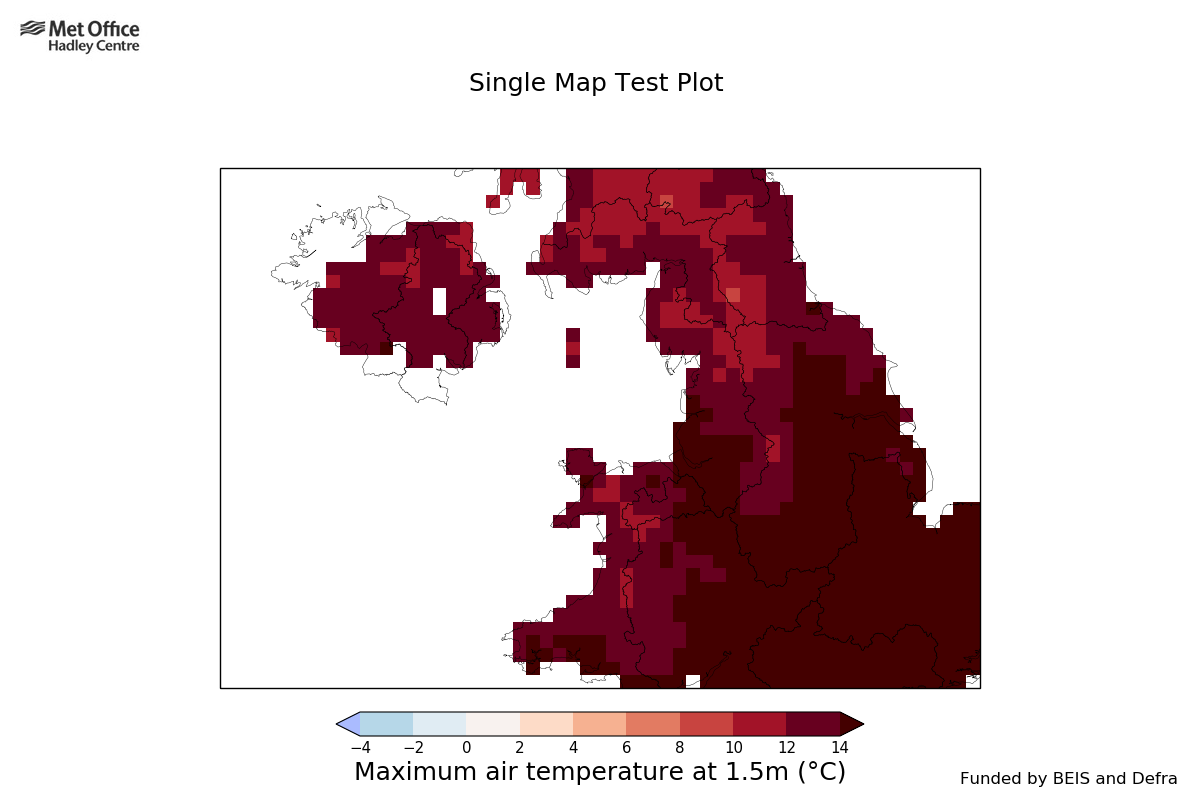 Met Office
Hadley Centre
Single Map Test Plot
−4 −2 0 2 4 6 8 10 12 14
Maximum air temperature at 1.5m (°C)
Funded by BEIS and Defra